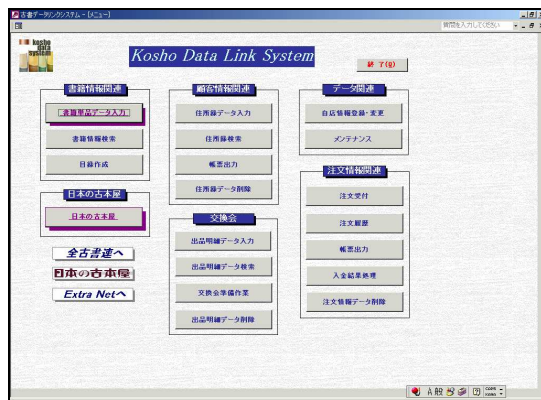 古書データリンクシステム - [メニュー]
質問を入力してください
kosho
data
system
Kosho Data Link System
終 了(Q)
書籍情報関連
書籍単品データ入力
書籍情報検索
目録作成
日本の古本屋
日本の古本屋
全古書連へ
日本の古本屋
Extra Netへ
顧客情報関連
住所録データ入力
住所録検索
帳票出力
住所録データ削除
交換会
出品明細データ入力
出品明細データ検索
交換会準備作業
出品明細データ削除
データ関連
自店情報登録・変更
メンテナンス
注文情報関連
注文受付
注文履歴
帳票出力
入金結果処理
注文情報データ削除
A 般
CAPS
KANA